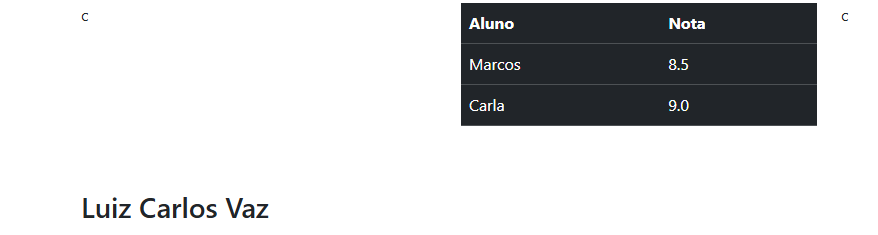 c
Aluno Nota
Marcos 8.5
Carla 9.0
c
Luiz Carlos Vaz